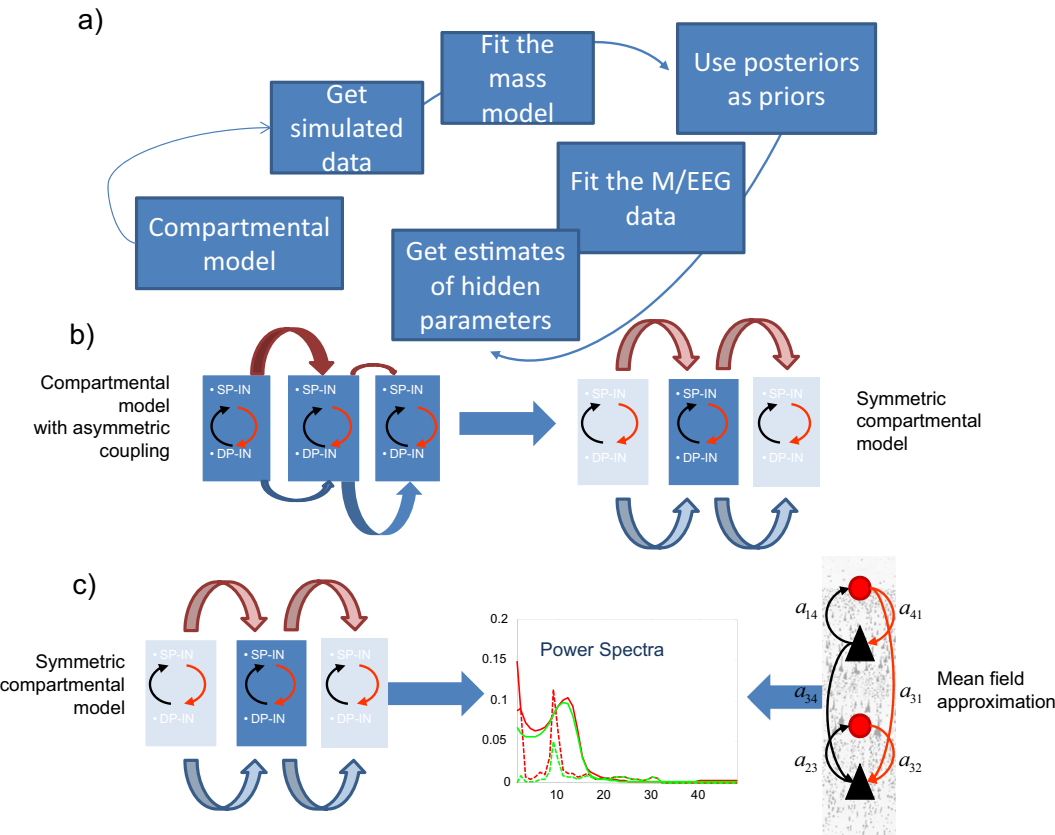 a)
Compartmental
model
Get
simulated
data
Fit the
mass
model
Use posteriors
as priors
Fit the M/EEG
data
Get estimates
of hidden
parameters
b)
Compartmental
model
with asymmetric
coupling
• SP-IN
• DP-IN
• SP-IN
• DP-IN
• SP-IN
• DP-IN
• SP-IN
• DP-IN
• SP-IN
• DP-IN
• SP-IN
• DP-IN
Symmetric
compartmental
model
c)
Symmetric
compartmental
model
• SP-IN
• DP-IN
• SP-IN
• DP-IN
• SP-IN
• DP-IN
Power Spectra
0.2
0.15
0.1
0.05
0
10 20 30 40
a14 a41
a34 a31
a23 a32
Mean field
approximation